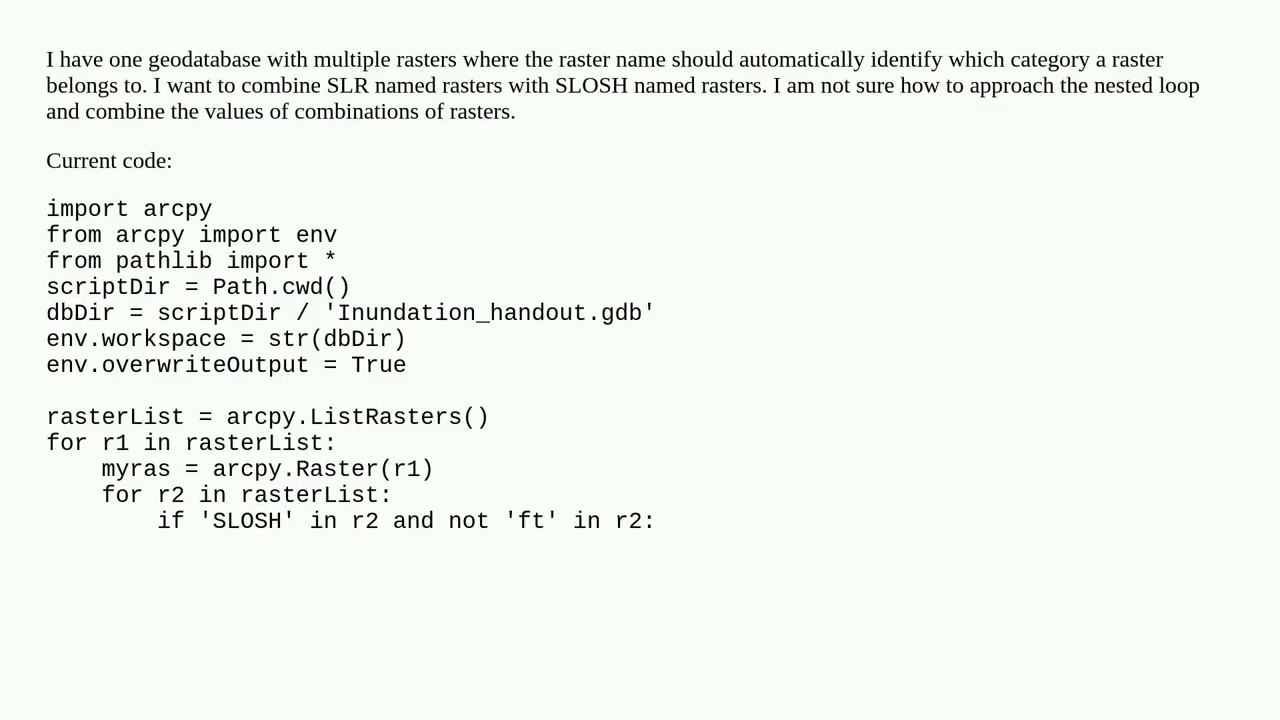 I have one geodatabase with multiple rasters where the raster name should automatically identify which category a raster
belongs to. I want to combine SLR named rasters with SLOSH named rasters. I am not sure how to approach the nested loop
and combine the values of combinations of rasters.
Current code:
import arcpy
from arcpy import env
from pathlib import *
scriptDir = Path.cwd()
dbDir = scriptDir / 'Inundation_handout.gdb'
env.workspace = str(dbDir)
env.overwriteOutput = True
rasterList = arcpy.ListRasters()
for r1 in rasterList:
    myras = arcpy.Raster(r1)
    for r2 in rasterList:
        if 'SLOSH' in r2 and not 'ft' in r2: